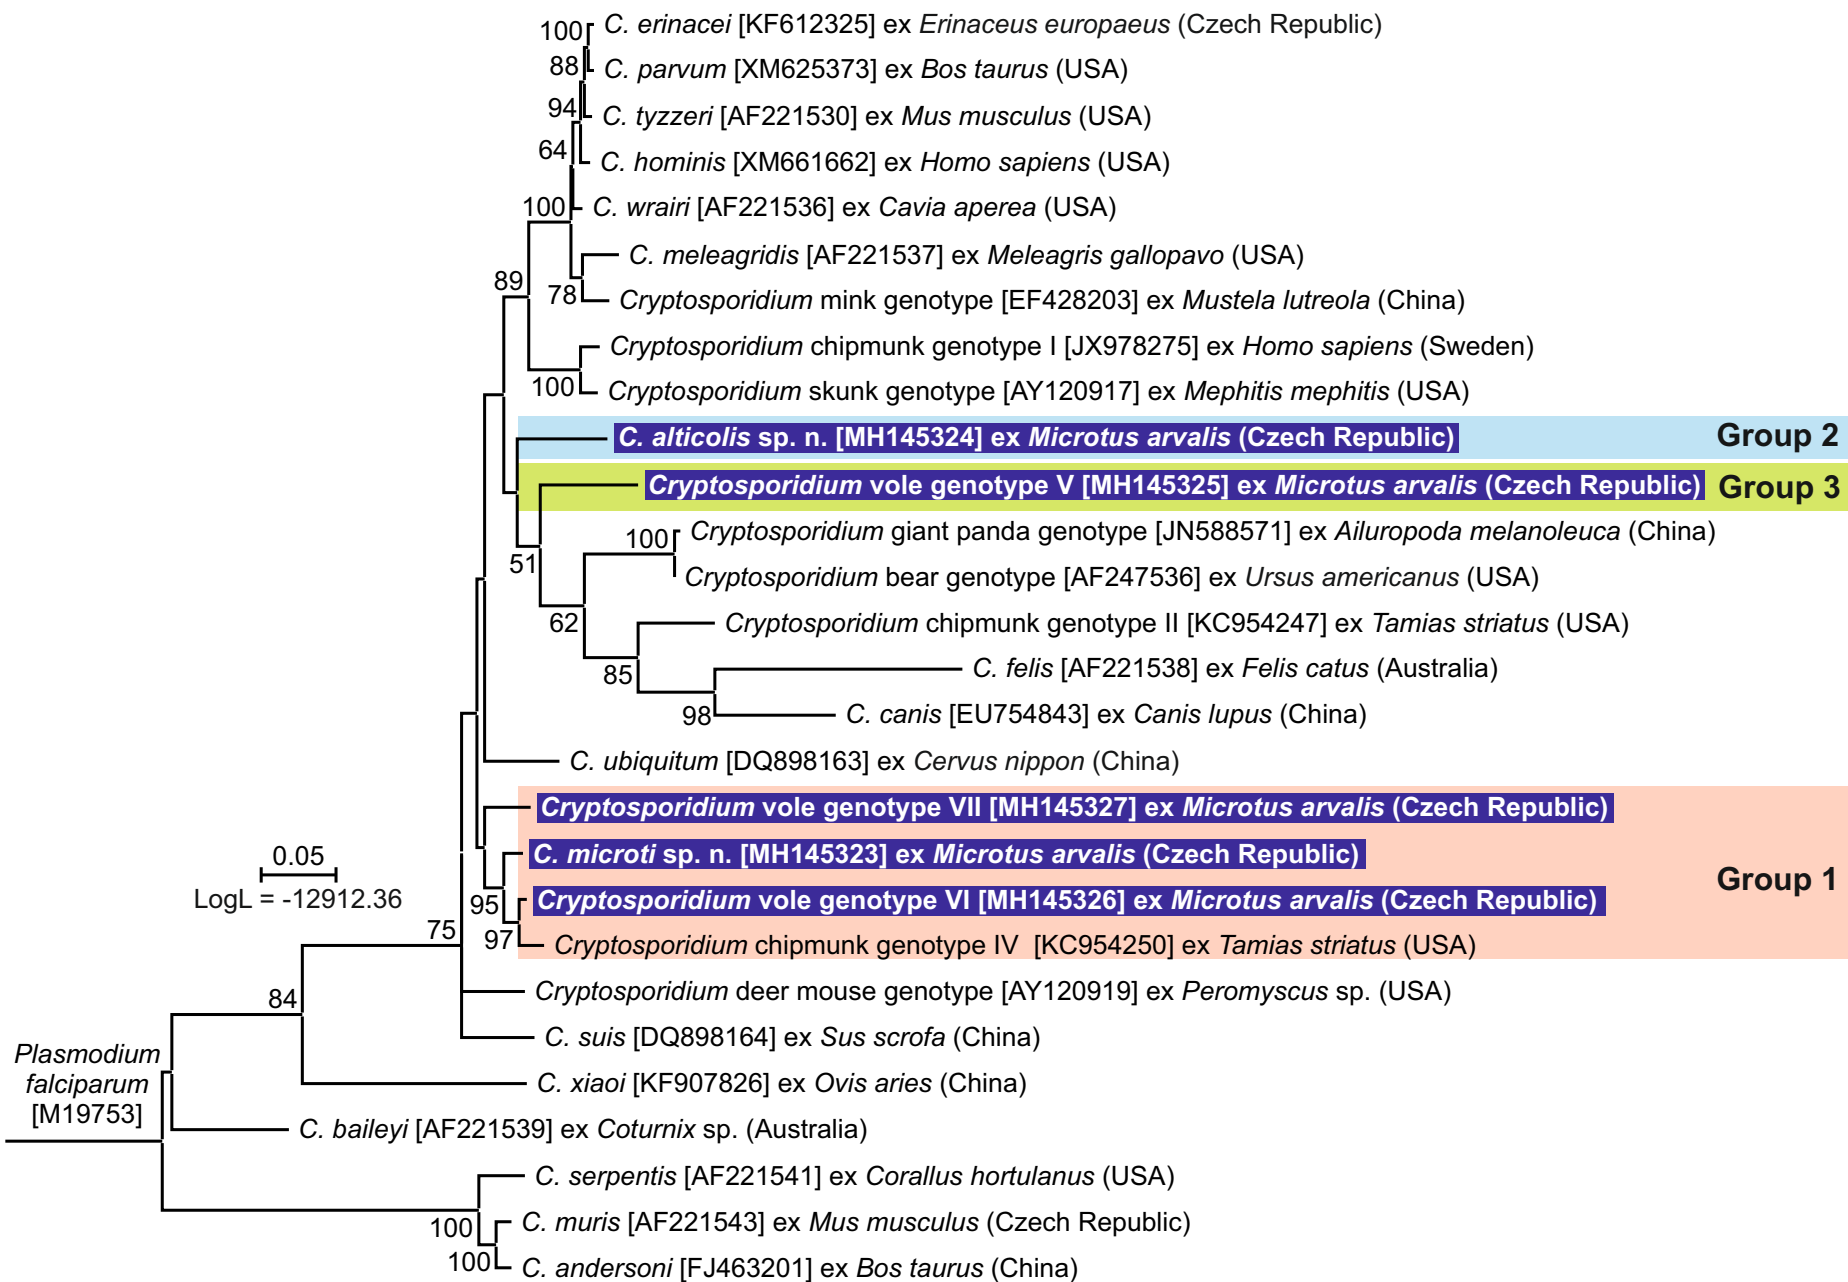 100 C. erinacei [KF612325] ex Erinaceus europaeus (Czech Republic)
88 C. parvum [XM625373] ex Bos taurus (USA)
94 C. tyzzeri [AF221530] ex Mus musculus (USA)
64 C. hominis [XM661662] ex Homo sapiens (USA)
100 C. wrairi [AF221536] ex Cavia aperea (USA)
C. meleagridis [AF221537] ex Meleagris gallopavo (USA)
89
78 Cryptosporidium mink genotype [EF428203] ex Mustela lutreola (China)
Cryptosporidium chipmunk genotype I [JX978275] ex Homo sapiens (Sweden)
100 Cryptosporidium skunk genotype [AY120917] ex Mephitis mephitis (USA)
C. alticolis sp. n. [MH145324] ex Microtus arvalis (Czech Republic) Group 2
Cryptosporidium vole genotype V [MH145325] ex Microtus arvalis (Czech Republic) Group 3
100 Cryptosporidium giant panda genotype [JN588571] ex Ailuropoda melanoleuca (China)
51
Cryptosporidium bear genotype [AF247536] ex Ursus americanus (USA)
62 Cryptosporidium chipmunk genotype II [KC954247] ex Tamias striatus (USA)
85 C. felis [AF221538] ex Felis catus (Australia)
98 C. canis [EU754843] ex Canis lupus (China)
C. ubiquitum [DQ898163] ex Cervus nippon (China)
Cryptosporidium vole genotype VII [MH145327] ex Microtus arvalis (Czech Republic)
0.05
C. microti sp. n. [MH145323] ex Microtus arvalis (Czech Republic)
Group 1
LogL = -12912.36
95 Cryptosporidium vole genotype VI [MH145326] ex Microtus arvalis (Czech Republic)
75
97 Cryptosporidium chipmunk genotype IV [KC954250] ex Tamias striatus (USA)
84 Cryptosporidium deer mouse genotype [AY120919] ex Peromyscus sp. (USA)
C. suis [DQ898164] ex Sus scrofa (China)
Plasmodium
falciparum
[M19753]
C. xiaoi [KF907826] ex Ovis aries (China)
C. baileyi [AF221539] ex Coturnix sp. (Australia)
C. serpentis [AF221541] ex Corallus hortulanus (USA)
100 C. muris [AF221543] ex Mus musculus (Czech Republic)
100 C. andersoni [FJ463201] ex Bos taurus (China)